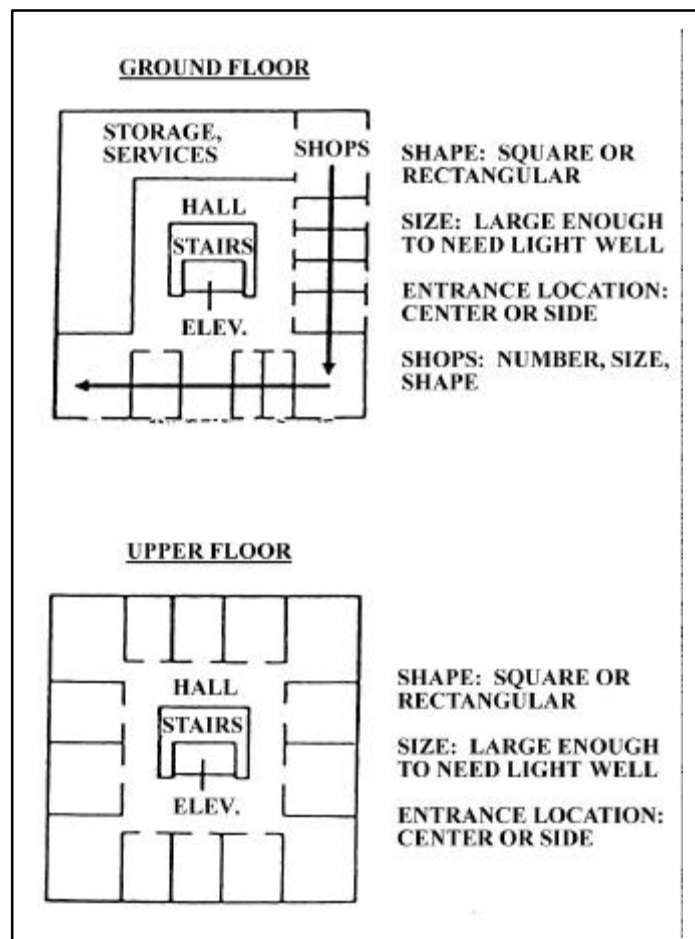 GROUND FLOOR
STORAGE,
SERVICES
SHOPS
HALL
STAIRS
ELEV.
SHAPE: SQUARE OR
RECTANGULAR
SIZE: LARGE ENOUGH
TO NEED LIGHT WELL
ENTRANCE LOCATION:
CENTER OR SIDE
SHOPS: NUMBER, SIZE,
SHAPE
UPPER FLOOR
HALL
STAIRS
ELEV.
SHAPE: SQUARE OR
RECTANGULAR
SIZE: LARGE ENOUGH
TO NEED LIGHT WELL
ENTRANCE LOCATION:
CENTER OR SIDE